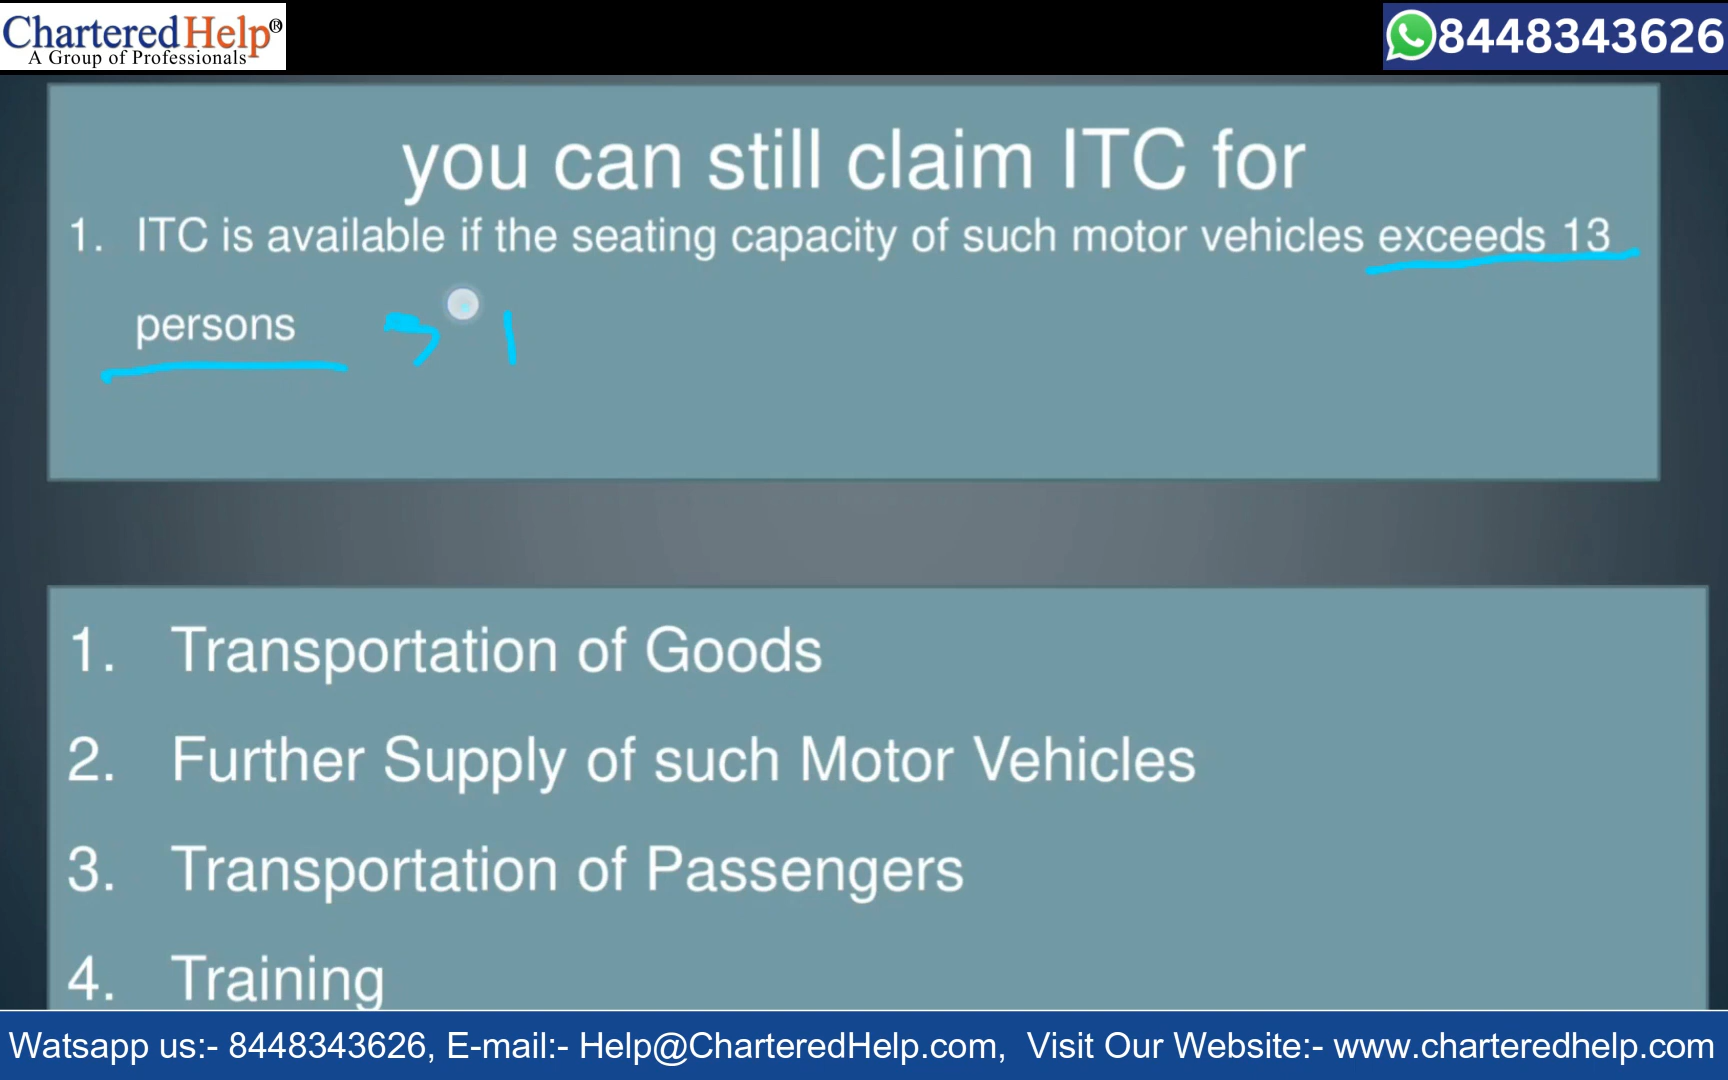 CharteredHelp®
A Group of Professionals
8448343626
you can still claim ITC for
1. ITC is available if the seating capacity of such motor vehicles exceeds 13
persons > 1
1. Transportation of Goods
2. Further Supply of such Motor Vehicles
3. Transportation of Passengers
4. Training
Watsapp us:- 8448343626, E-mail:- Help@CharteredHelp.com, Visit Our Website:- www.charteredhelp.com